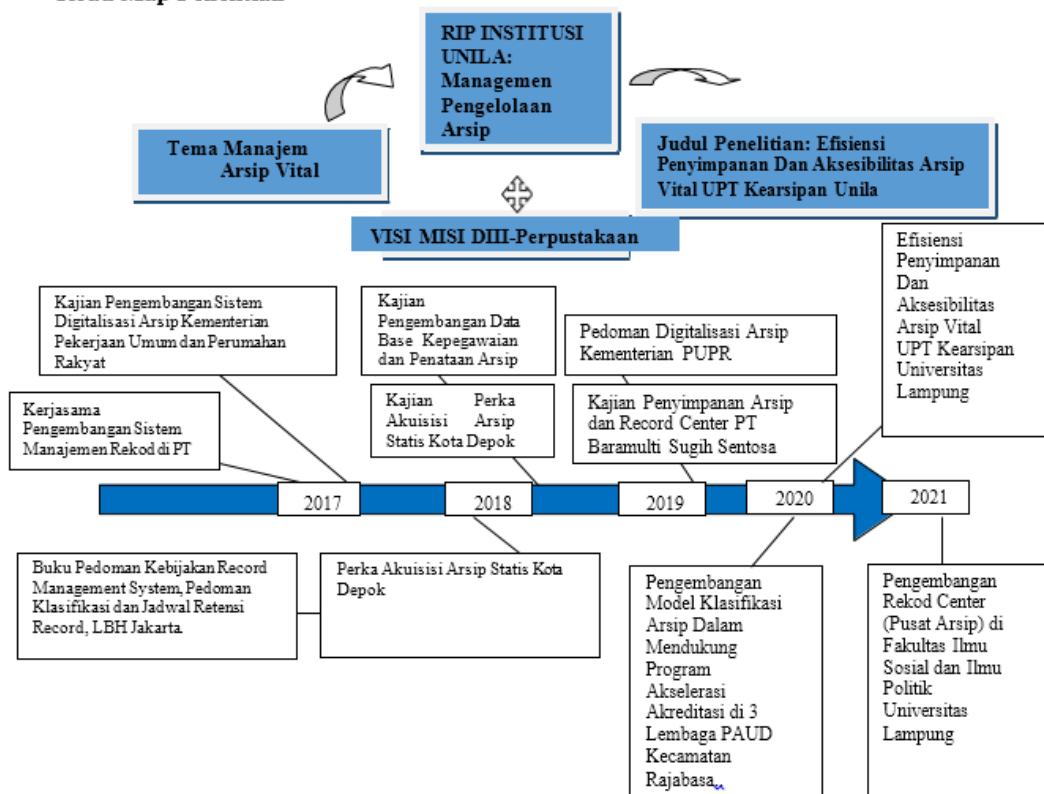 RIP INSTITUSI
UNILA:
Managemen
Pengelolaan
Arsip
Tema Manajem
Arsip Vital
Judul Penelitian: Efisiensi
Penyimpanan Dan Aksesibilitas Arsip
Vital UPT Kearsipan Unila
VISI MISI DIII-Perpustakaan
Kajian Pengembangan Sistem
Digitalisasi Arsip Kementerian
Pekerjaan Umum dan Perumahan
Rakyat
Kajian
Pengembangan Data
Base Kepegawaian
dan Penataan Arsip
Pedoman Digitalisasi Arsip
Kementerian PUPR
Efisiensi
Penyimpanan
Dan
Aksesibilitas
Arsip Vital
UPT Kearsipan
Universitas
Lampung
Kerjasama
Pengembangan Sistem
Manajemen Rekod di PT
Kajian Perka
Akuisisi Arsip
Statis Kota Depok
Kajian Penyimpanan Arsip
dan Record Center PT
Baramulti Sugih Sentosa
2017
2018
2019
2020
2021
Buku Pedoman Kebijakan Record
Management System, Pedoman
Klasifikasi dan Jadwal Retensi
Record, LBH Jakarta.
Perka Akuisisi Arsip Statis Kota
Depok
Pengembangan
Model Klasifikasi
Arsip Dalam
Mendukung
Program
Akselerasi
Akreditasi di 3
Lembaga PAUD
Kecamatan
Rajabasa
Pengembangan
Rekod Center
(Pusat Arsip) di
Fakultas Ilmu
Sosial dan Ilmu
Politik
Universitas
Lampung